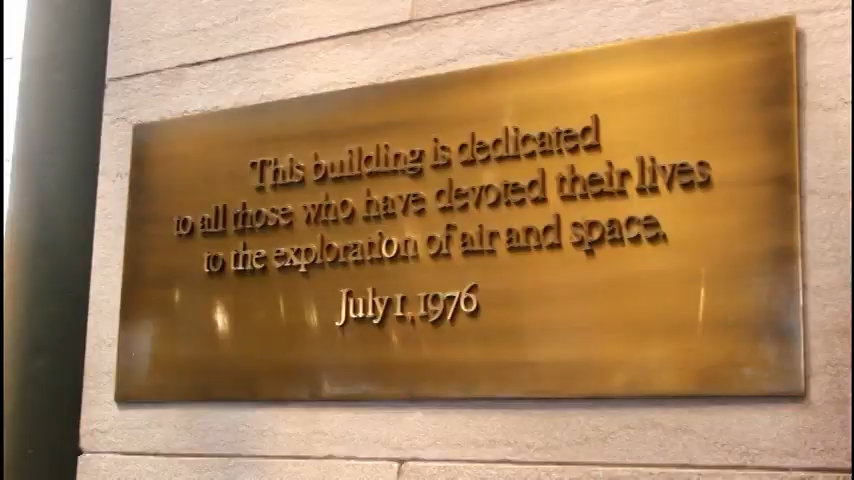 This building is dedicated
to all those who have devoted their lives
to the exploration of air and space.
July 1, 1976